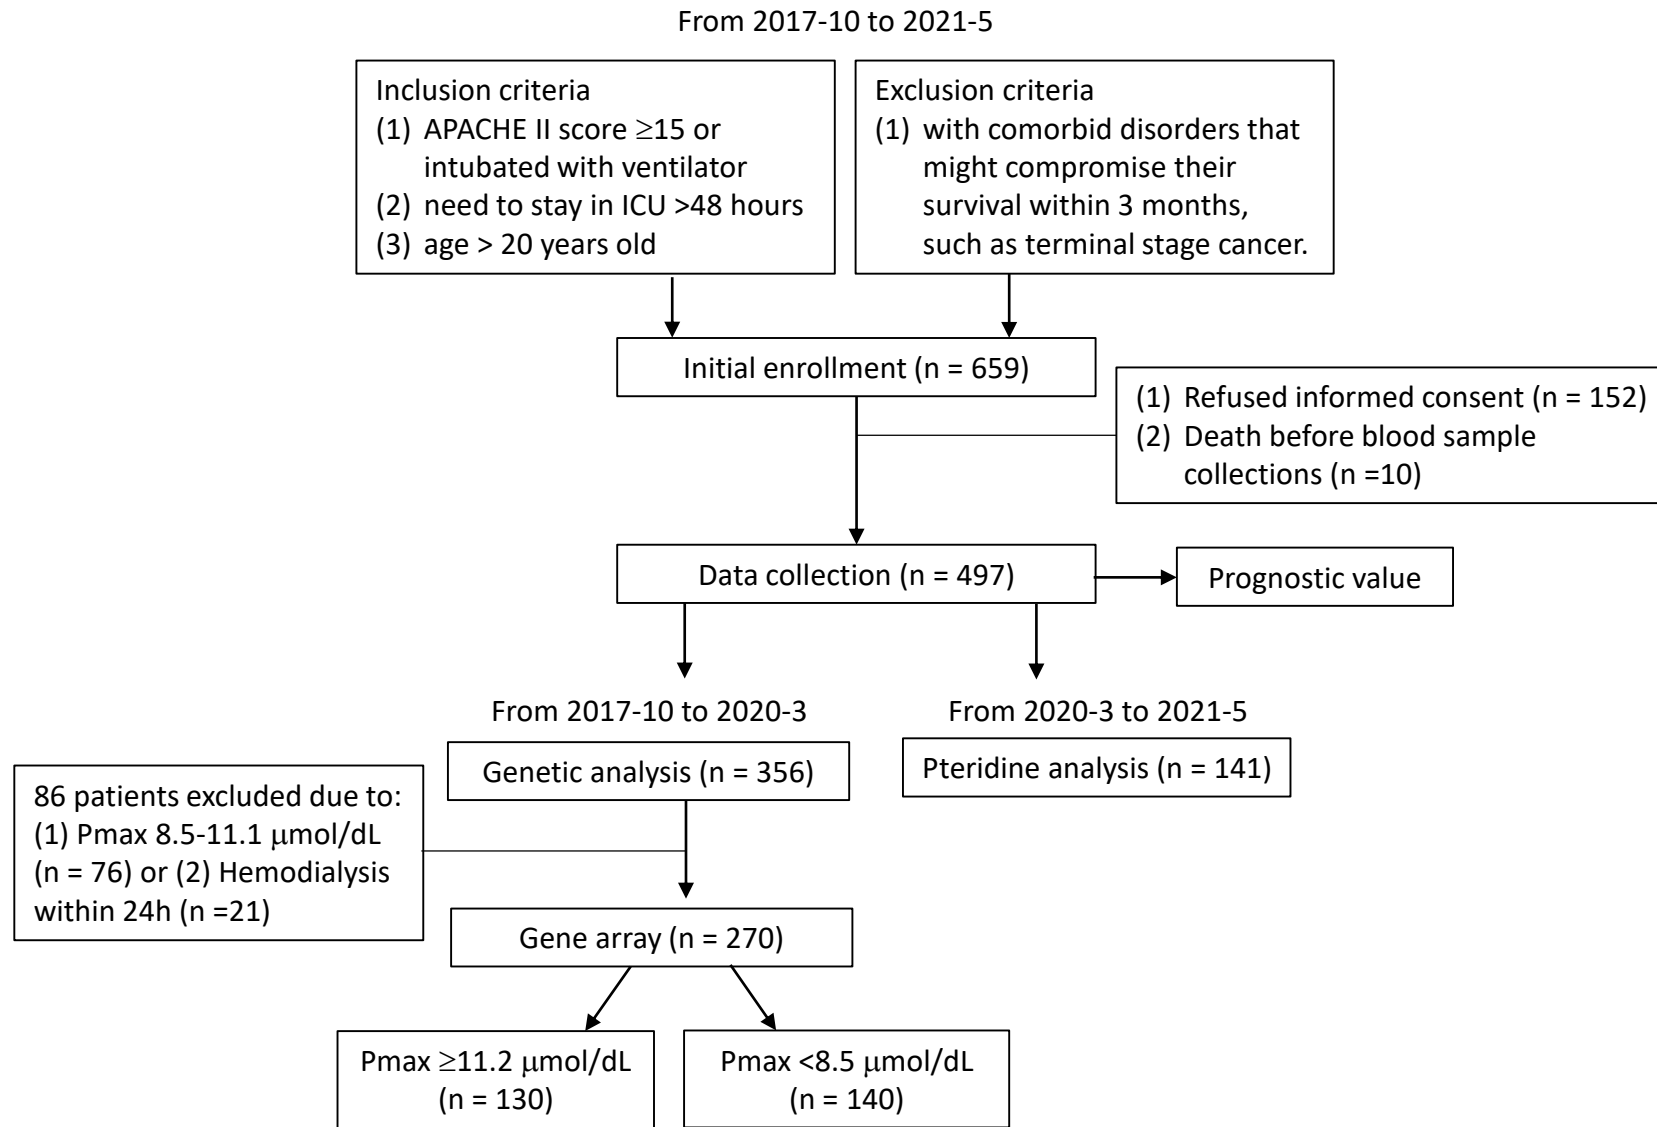 From 2017-10 to 2021-5
Inclusion criteria
(1) APACHE II score ≥15 or
intubated with ventilator
(2) need to stay in ICU >48 hours
(3) age > 20 years old
Exclusion criteria
(1) with comorbid disorders that
might compromise their
survival within 3 months,
such as terminal stage cancer.
Initial enrollment (n = 659)
(1) Refused informed consent (n = 152)
(2) Death before blood sample
collections (n =10)
Data collection (n = 497)
Prognostic value
From 2017-10 to 2020-3
Genetic analysis (n = 356)
From 2020-3 to 2021-5
Pteridine analysis (n = 141)
86 patients excluded due to:
(1) Pmax 8.5-11.1 μmol/dL
(n = 76) or (2) Hemodialysis
within 24h (n =21)
Gene array (n = 270)
Pmax ≥11.2 μmol/dL
(n = 130)
Pmax <8.5 μmol/dL
(n = 140)